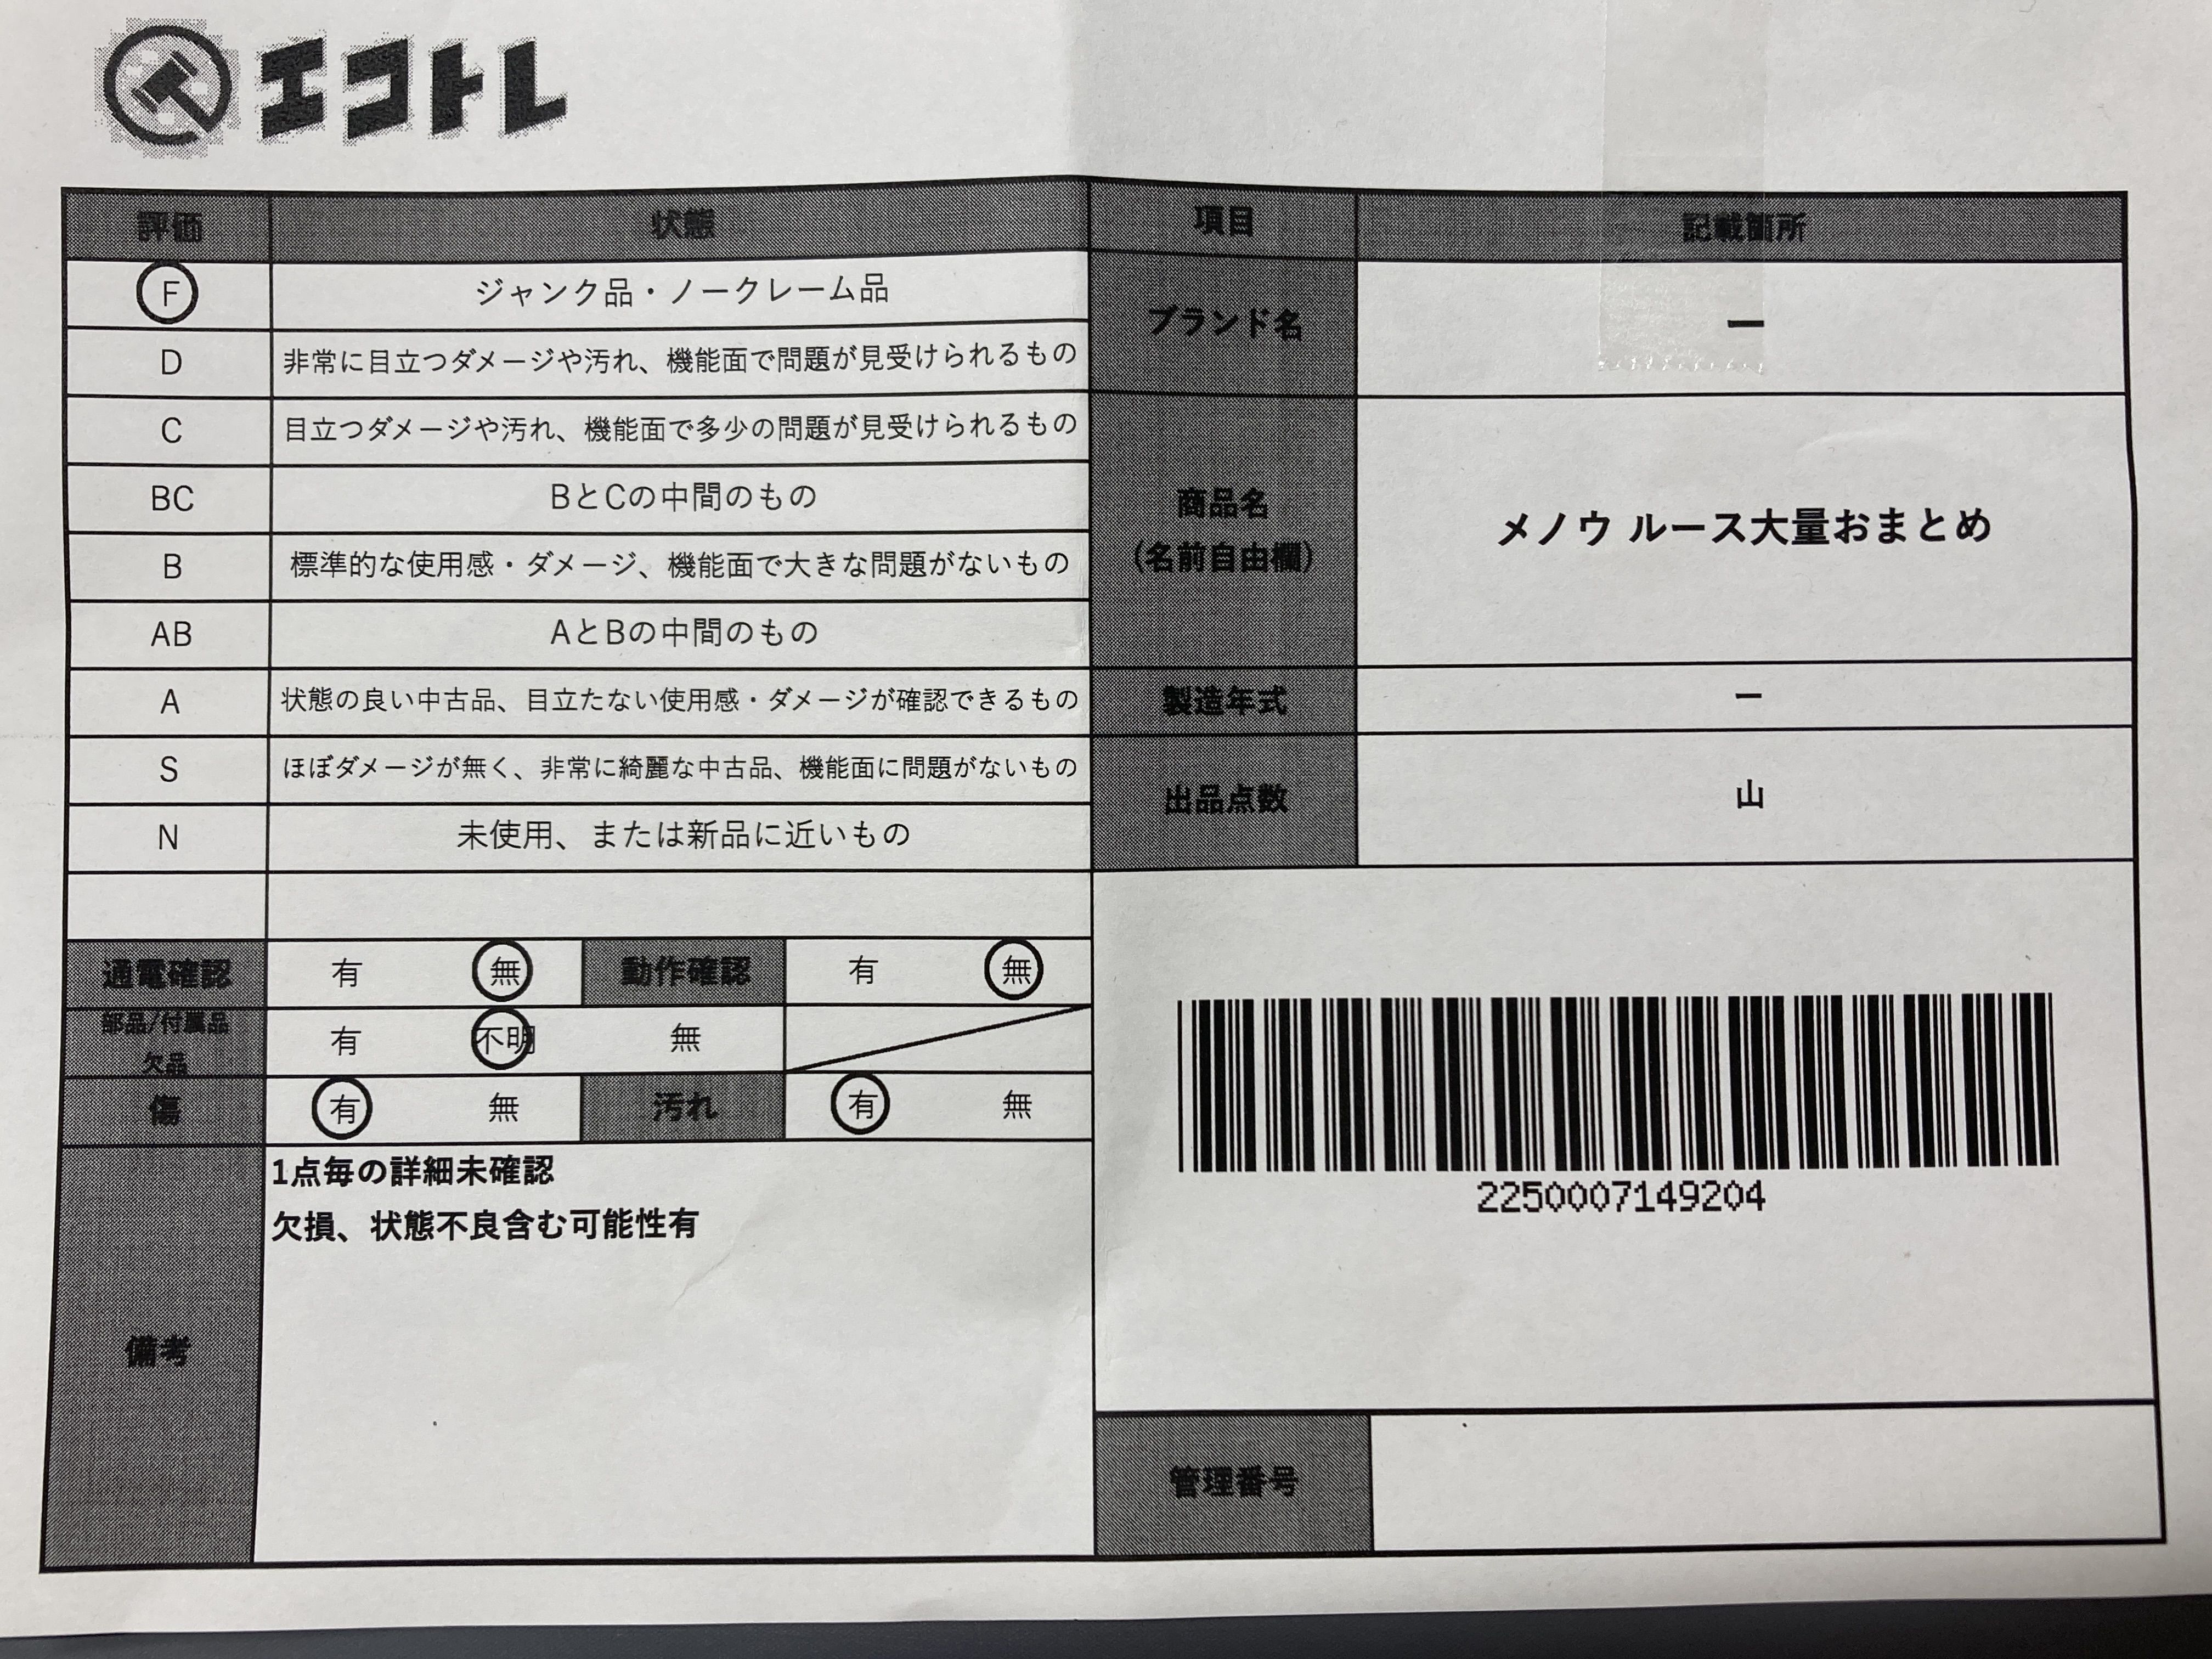 エコトレ
評価 状態
F ジャンク品・ノークレーム品
D 非常に目立つダメージや汚れ、機能面で問題が見受けられるもの
C 目立つダメージや汚れ、機能面で多少の問題が見受けられるもの
BC BとCの中間のもの
B 標準的な使用感・ダメージ、機能面で大きな問題がないもの
AB AとBの中間のもの
A 状態の良い中古品、目立たない使用感・ダメージが確認できるもの
S ほぼダメージが無く、非常に綺麗な中古品、機能面に問題がないもの
N 未使用、または新品に近いもの
通電確認 有 無 動作確認 有 無
部品/付属品
欠品 有 不明 無
傷 有 無 汚れ 有 無
備考
1点毎の詳細未確認
欠損、状態不良含む可能性有
項目 記載箇所
ブランド名 ー
商品名
(名前自由欄)
メノウ ルース大量おまとめ
製造年式 ー
出品点数 山
2250007149204
管理番号